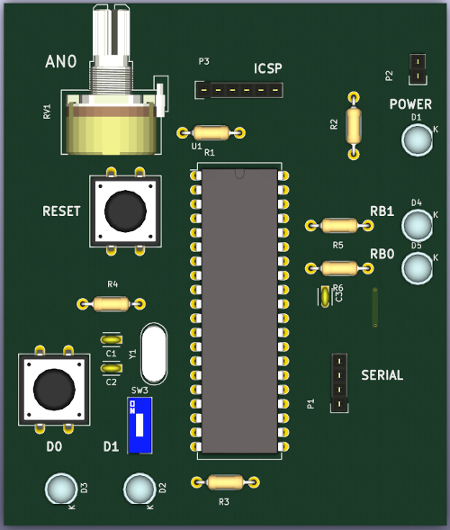 AN0
P3
ICSP
P2
RV1
U1
R1
R2
POWER
D1
K
RESET
RB1
D4
K
R5
RB0
D5
K
R6
C3
R4
C1
Y1
C2
SW3
ON
P1
SERIAL
D0
D1
D3
K
D2
K
R3